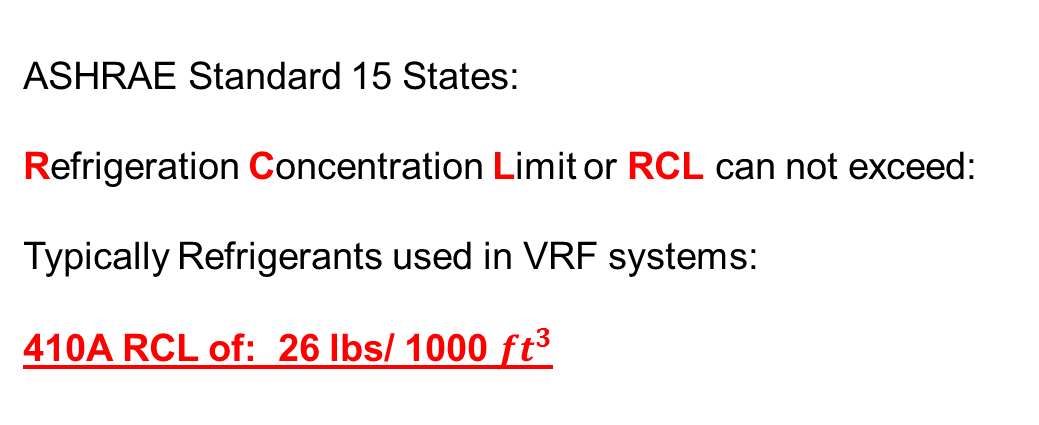 ASHRAE Standard 15 States:
Refrigeration Concentration Limit or RCL can not exceed:
Typically Refrigerants used in VRF systems:
410A RCL of: 26 lbs/ 1000 ft³